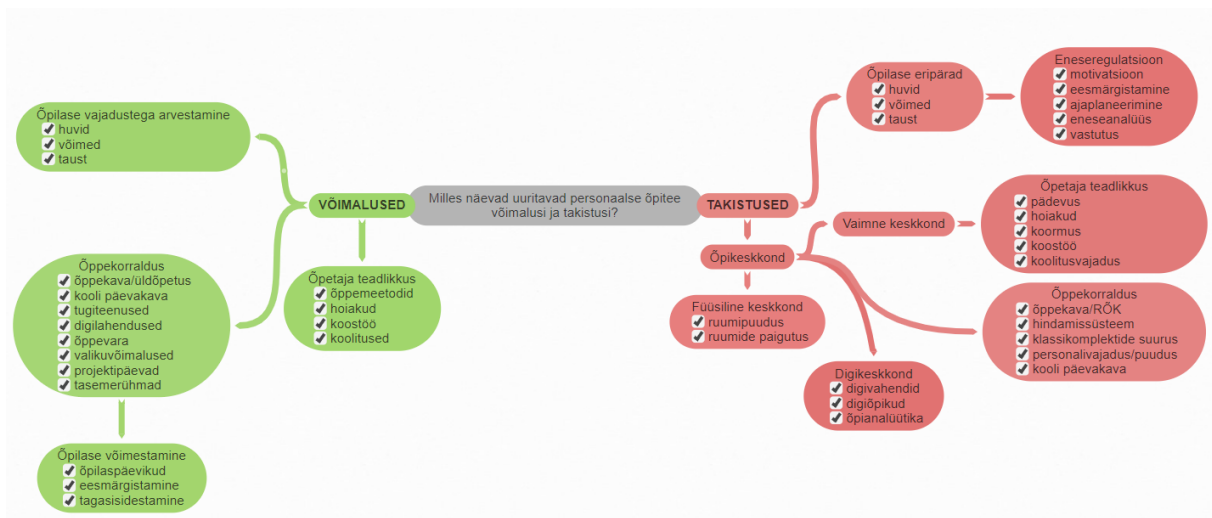 Milles näevad uuritavad personaalse õpitee
võimalusi ja takistusi?
VÕIMALUSED
Õpilase vajadustega arvestamine
huvid
võimed
taust
Õppekorraldus
õppekava/üldõpetus
kooli päevakava
tugiteenused
digilahendused
õppevara
valikuvõimalused
projektipäevad
tasemerühmad
Õpilase võimestamine
õpilaspäevikud
eesmärgistamine
tagasisidestamine
Õpetaja teadlikkus
õppemeetodid
hoiakud
koostöö
koolitused
TAKISTUSED
Õpilase eripärad
huvid
võimed
taust
Eneseregulatsioon
motivatsioon
eesmärgistamine
ajaplaneerimine
eneseanalüüs
vastutus
Õpikeskkond
Vaimne keskkond
Õpetaja teadlikkus
pädevus
hoiakud
koormus
koostöö
koolitusvajadus
Õppekorraldus
õppekava/RÕK
hindamissüsteem
klassikomplektide suurus
personalivajadus/puudus
kooli päevakava
Füüsiline keskkond
ruumipuudus
ruumide paigutus
Digikeskkond
digivahendid
digiõpikud
õpianalüütika